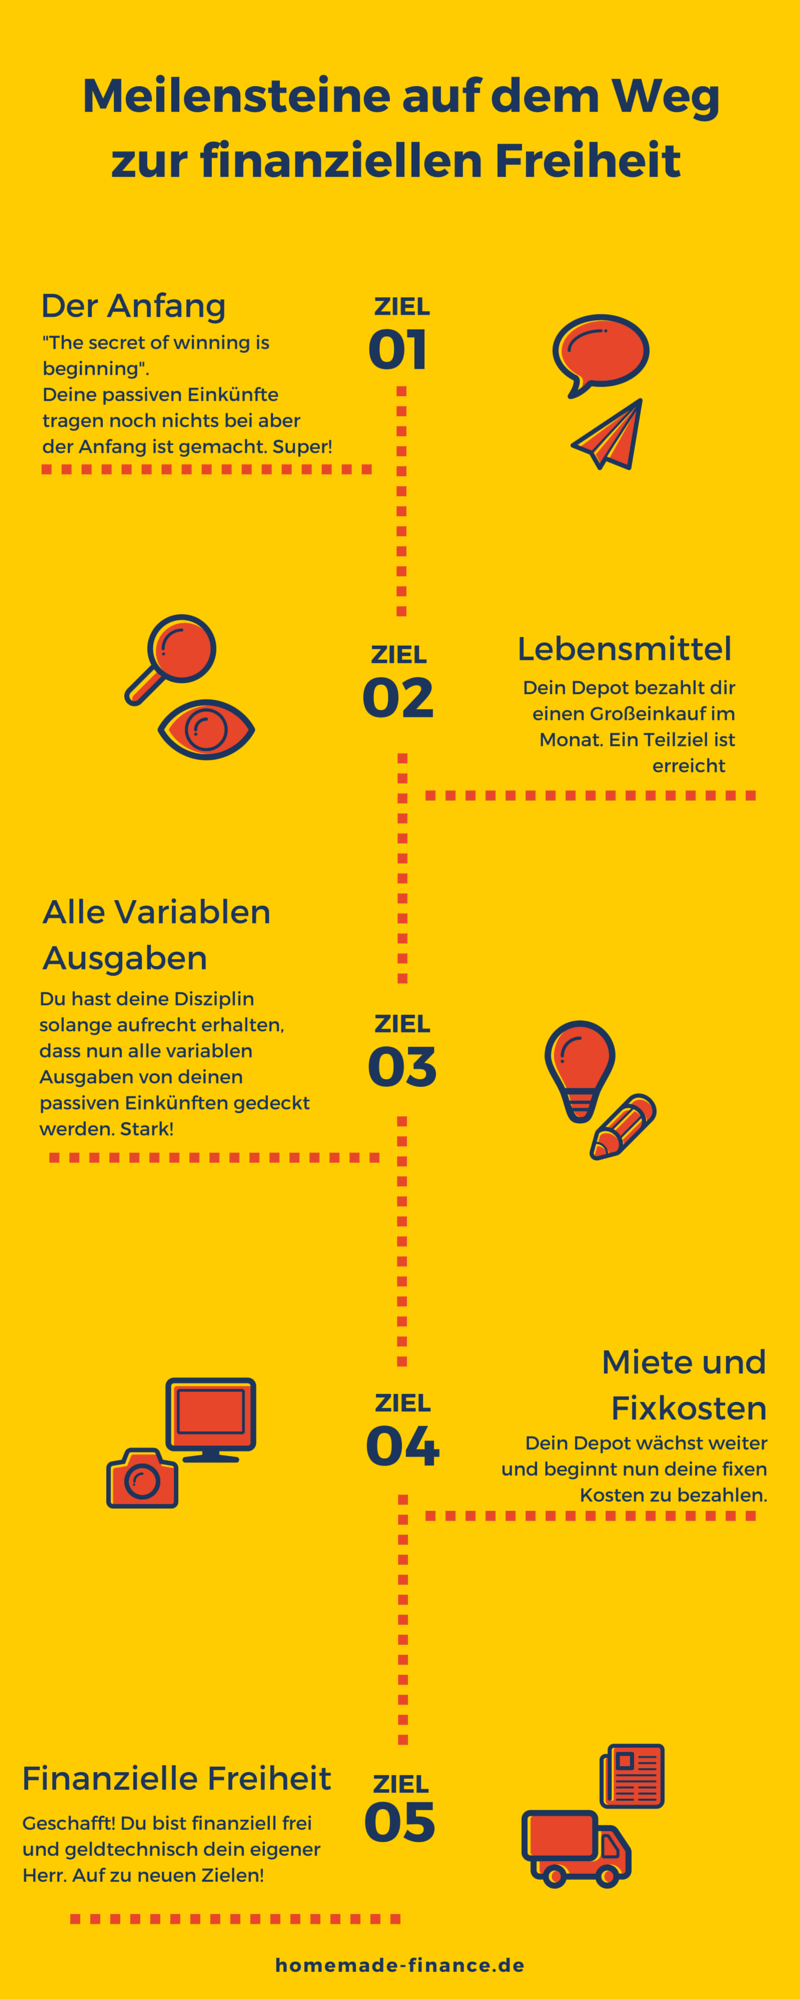 Meilensteine auf dem Weg
zur finanziellen Freiheit
Der Anfang
"The secret of winning is
beginning".
Deine passiven Einkünfte
tragen noch nichts bei aber
der Anfang ist gemacht. Super!
ZIEL
01
ZIEL
02
Lebensmittel
Dein Depot bezahlt dir
einen Großeinkauf im
Monat. Ein Teilziel ist
erreicht
Alle Variablen
Ausgaben
Du hast deine Disziplin
solange aufrecht erhalten,
dass nun alle variablen
Ausgaben von deinen
passiven Einkünften gedeckt
werden. Stark!
ZIEL
03
ZIEL
04
Miete und
Fixkosten
Dein Depot wächst weiter
und beginnt nun deine fixen
Kosten zu bezahlen.
Finanzielle Freiheit
Geschafft! Du bist finanziell frei
und geldtechnisch dein eigener
Herr. Auf zu neuen Zielen!
ZIEL
05
homemade-finance.de